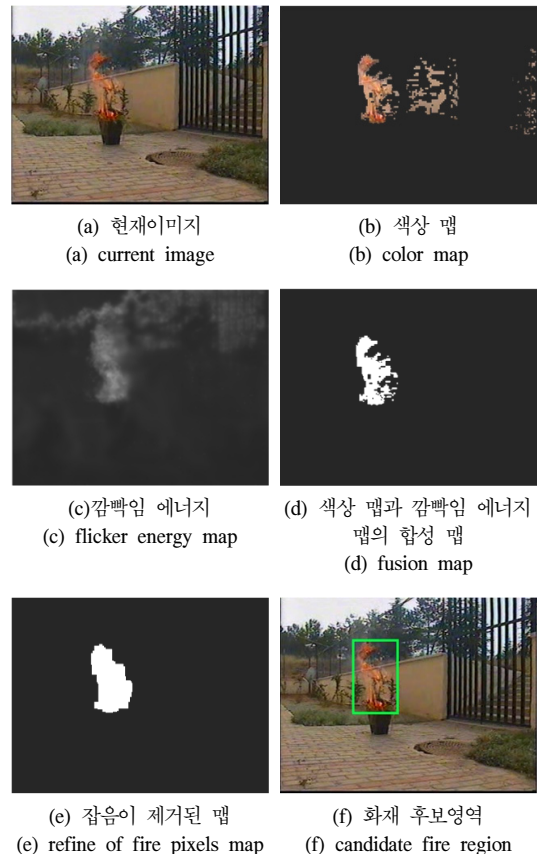 (a) 현재이미지
(a) current image
(b) 색상 맵
(b) color map
(c)깜빡임 에너지
(c) flicker energy map
(d) 색상 맵과 깜빡임 에너지
맵의 합성 맵
(d) fusion map
(e) 잡음이 제거된 맵
(e) refine of fire pixels map
(f) 화재 후보영역
(f) candidate fire region